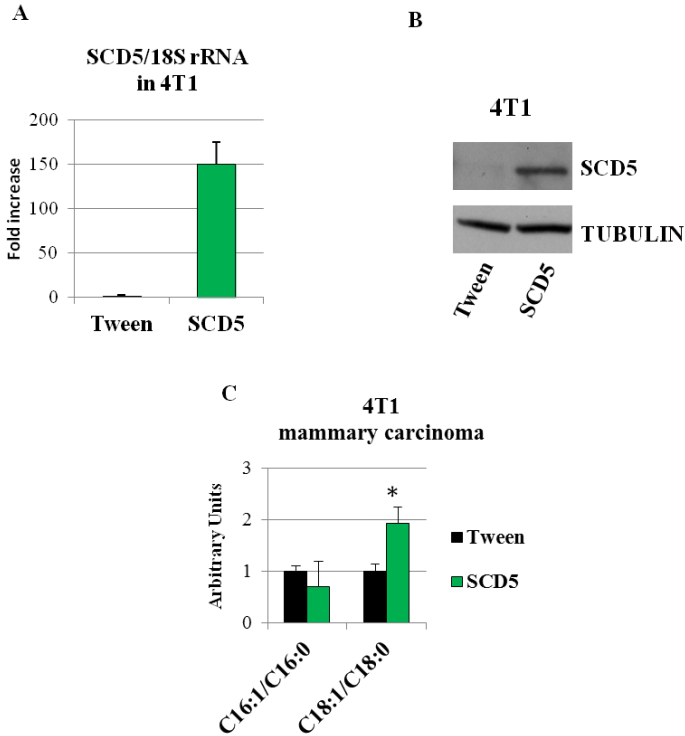 A
SCD5/18S rRNA
in 4T1
Fold increase
200
150
100
50
0
Tween
SCD5
B
4T1
SCD5
TUBULIN
Tween
SCD5
C
4T1
mammary carcinoma
Arbitrary Units
3
2
1
0
*
Tween
SCD5
C16:1/C16:0
C18:1/C18:0